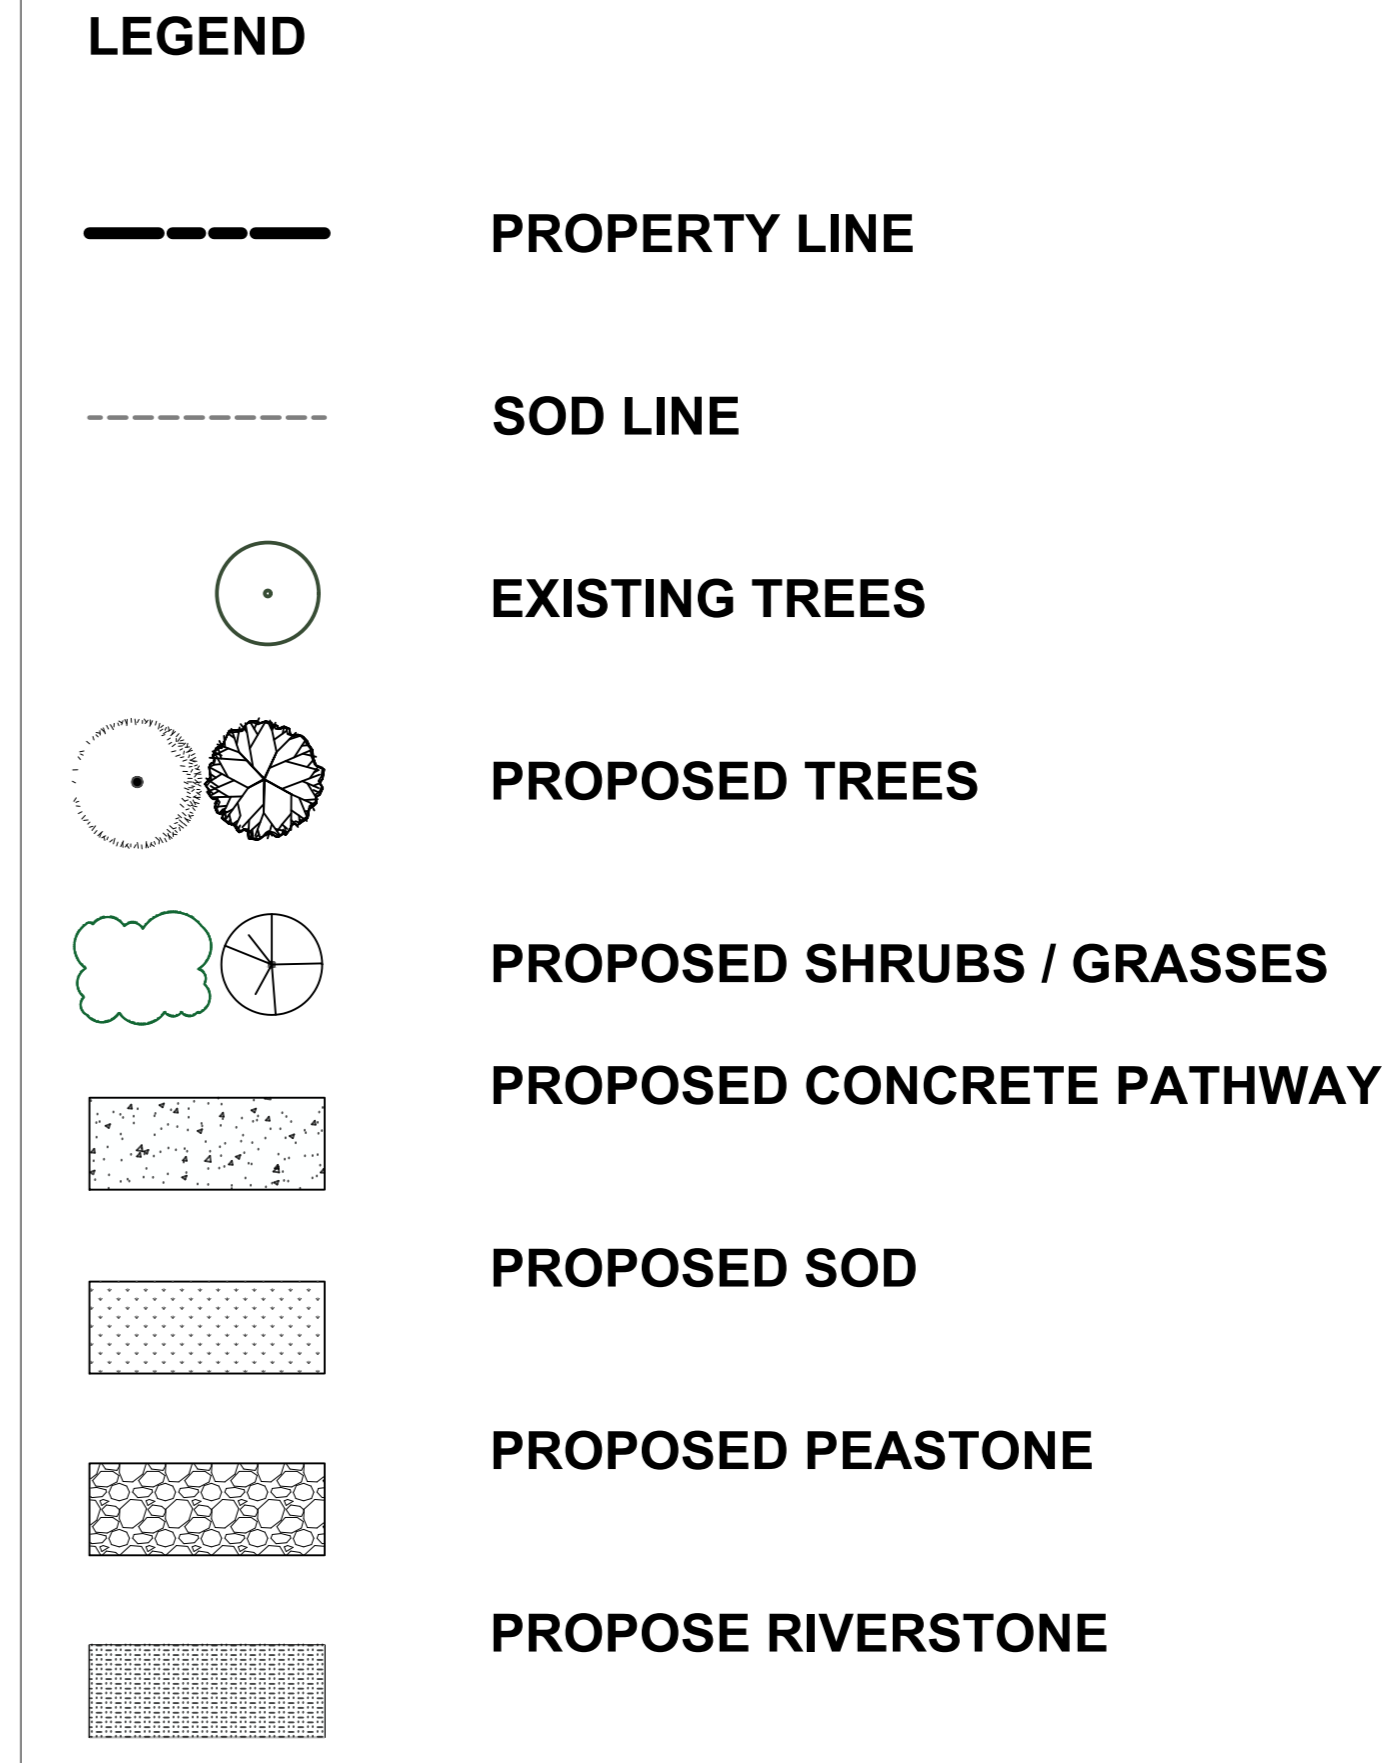 LEGEND
PROPERTY LINE
SOD LINE
EXISTING TREES
PROPOSED TREES
PROPOSED SHRUBS / GRASSES
PROPOSED CONCRETE PATHWAY
PROPOSED SOD
PROPOSED PEASTONE
PROPOSE RIVERSTONE